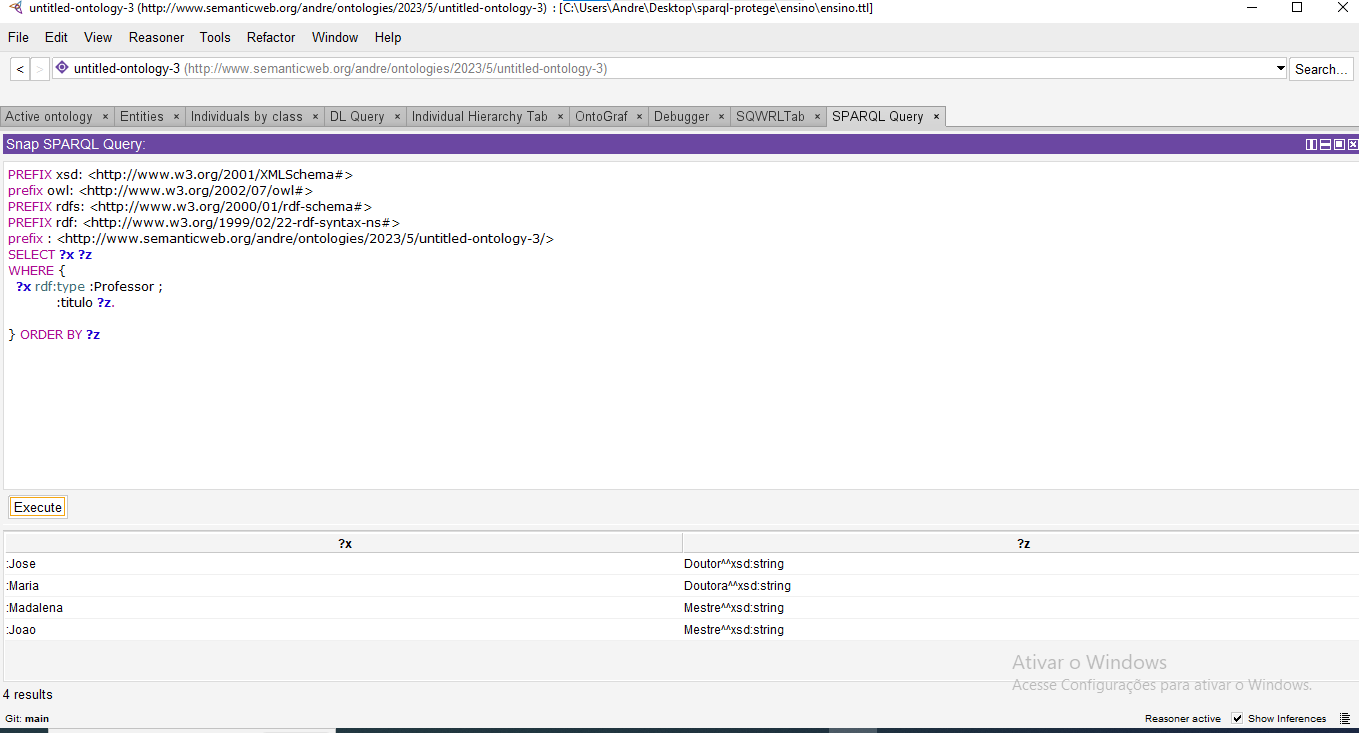 untitled-ontology-3 (http://www.semanticweb.org/andre/ontologies/2023/5/untitled-ontology-3) : [C:\Users\Andre\Desktop\sparql-protege\ensino\ensino.ttl]
File Edit View Reasoner Tools Refactor Window Help
< > untitled-ontology-3 (http://www.semanticweb.org/andre/ontologies/2023/5/untitled-ontology-3) Search...
Active ontology × Entities × Individuals by class × DL Query × Individual Hierarchy Tab × OntoGraf × Debugger × SQWRLTab × SPARQL Query ×
Snap SPARQL Query:
PREFIX xsd: <http://www.w3.org/2001/XMLSchema#>
prefix owl: <http://www.w3.org/2002/07/owl#>
PREFIX rdfs: <http://www.w3.org/2000/01/rdf-schema#>
PREFIX rdf: <http://www.w3.org/1999/02/22-rdf-syntax-ns#>
prefix : <http://www.semanticweb.org/andre/ontologies/2023/5/untitled-ontology-3/>
SELECT ?x ?z
WHERE {
?x rdf:type :Professor ;
:titulo ?z.
} ORDER BY ?z
Execute
?x ?z
:Jose Doutor^^xsd:string
:Maria Doutora^^xsd:string
:Madalena Mestre^^xsd:string
:Joao Mestre^^xsd:string
Ativar o Windows
Acesse Configurações para ativar o Windows.
4 results
Git: main Reasoner active Show Inferences